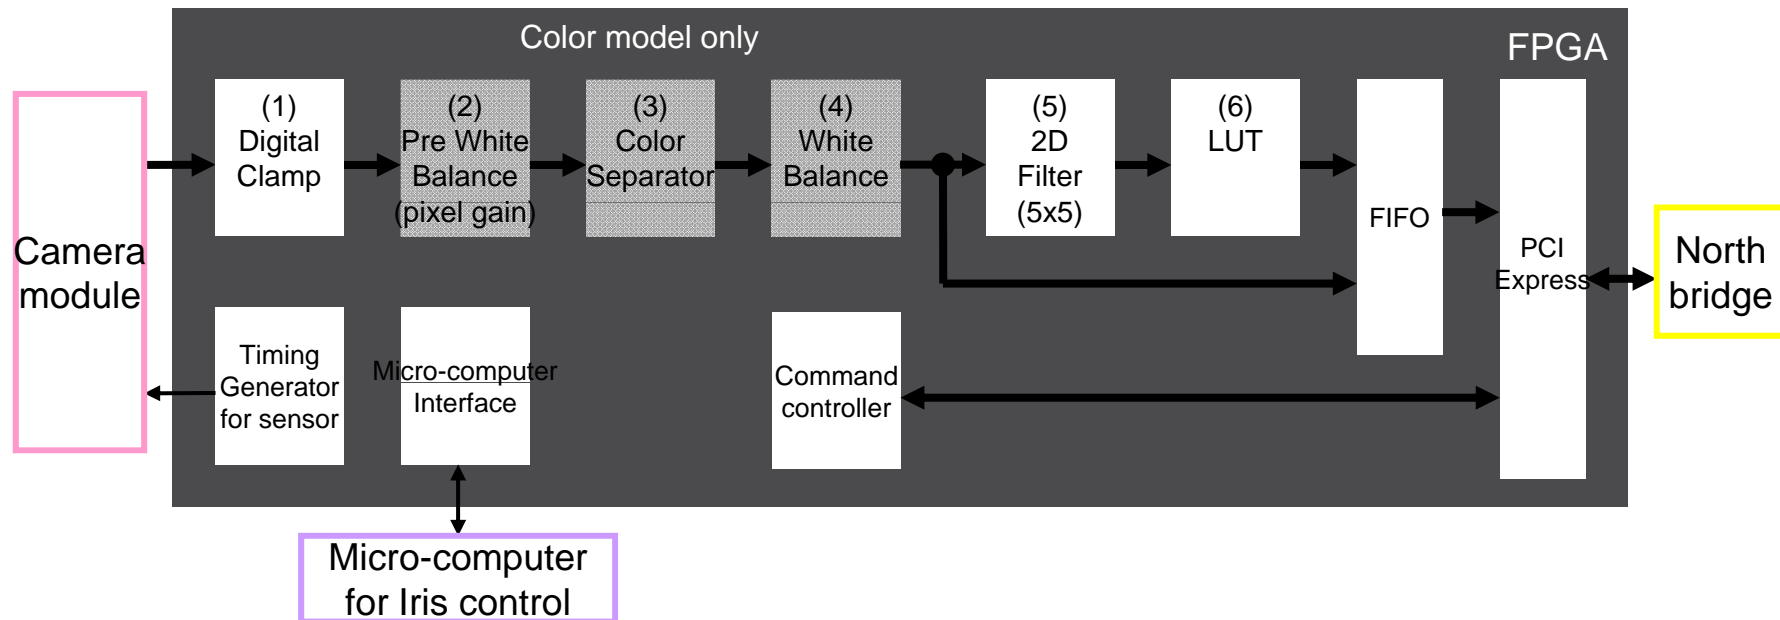 Color model only
FPGA
(1)
Digital
Clamp
(2)
Pre White
Balance
(pixel gain)
(3)
Color
Separator
(4)
White
Balance
(5)
2D
Filter
(5x5)
(6)
LUT
FIFO
PCI
Express
Camera
module
North
bridge
Timing
Generator
for sensor
Micro-computer
Interface
Command
controller
Micro-computer
for Iris control